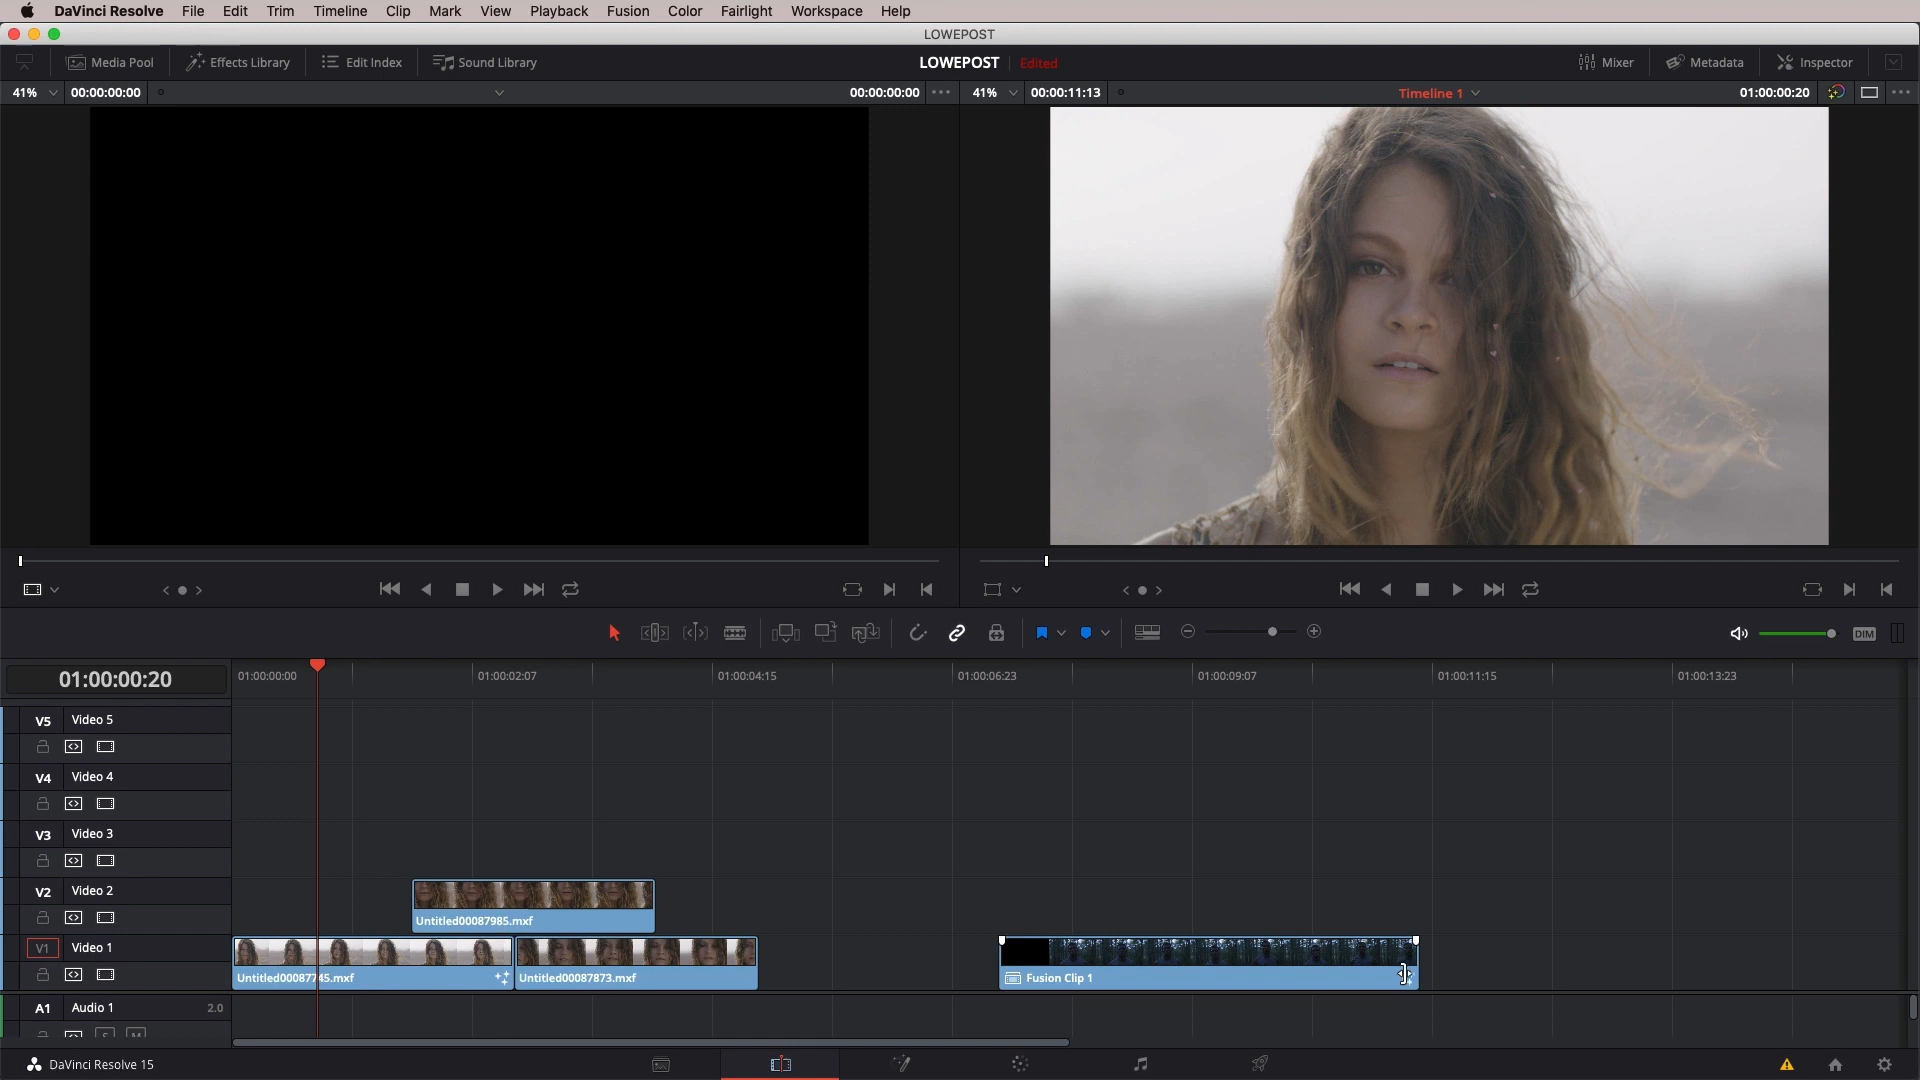 DaVinci Resolve File Edit Trim Timeline Clip Mark View Playback Fusion Color Fairlight Workspace Help
LOWEPOST
Media Pool Effects Library Edit Index Sound Library LOWEPOST Edited Mixer Metadata Inspector
41% 00:00:00:00 00:00:00:00 41% 00:00:11:13 Timeline 1 01:00:00:20
DIM
01:00:00:20 01:00:00:00 01:00:02:07 01:00:04:15 01:00:06:23 01:00:09:07 01:00:11:15 01:00:13:23
V5 Video 5
V4 Video 4
V3 Video 3
V2 Video 2
Untitled00087985.mxf
V1 Video 1
Untitled00087745.mxf Untitled00087873.mxf Fusion Clip 1
A1 Audio 1 2.0
S M
DaVinci Resolve 15